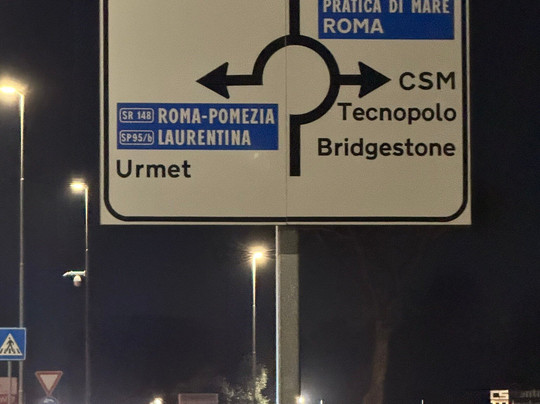 PRATICA DI MARE
ROMA
CSM
Tecnopolo
Bridgestone
SR 148 ROMA-POMEZIA
SP95/b LAURENTINA
Urmet